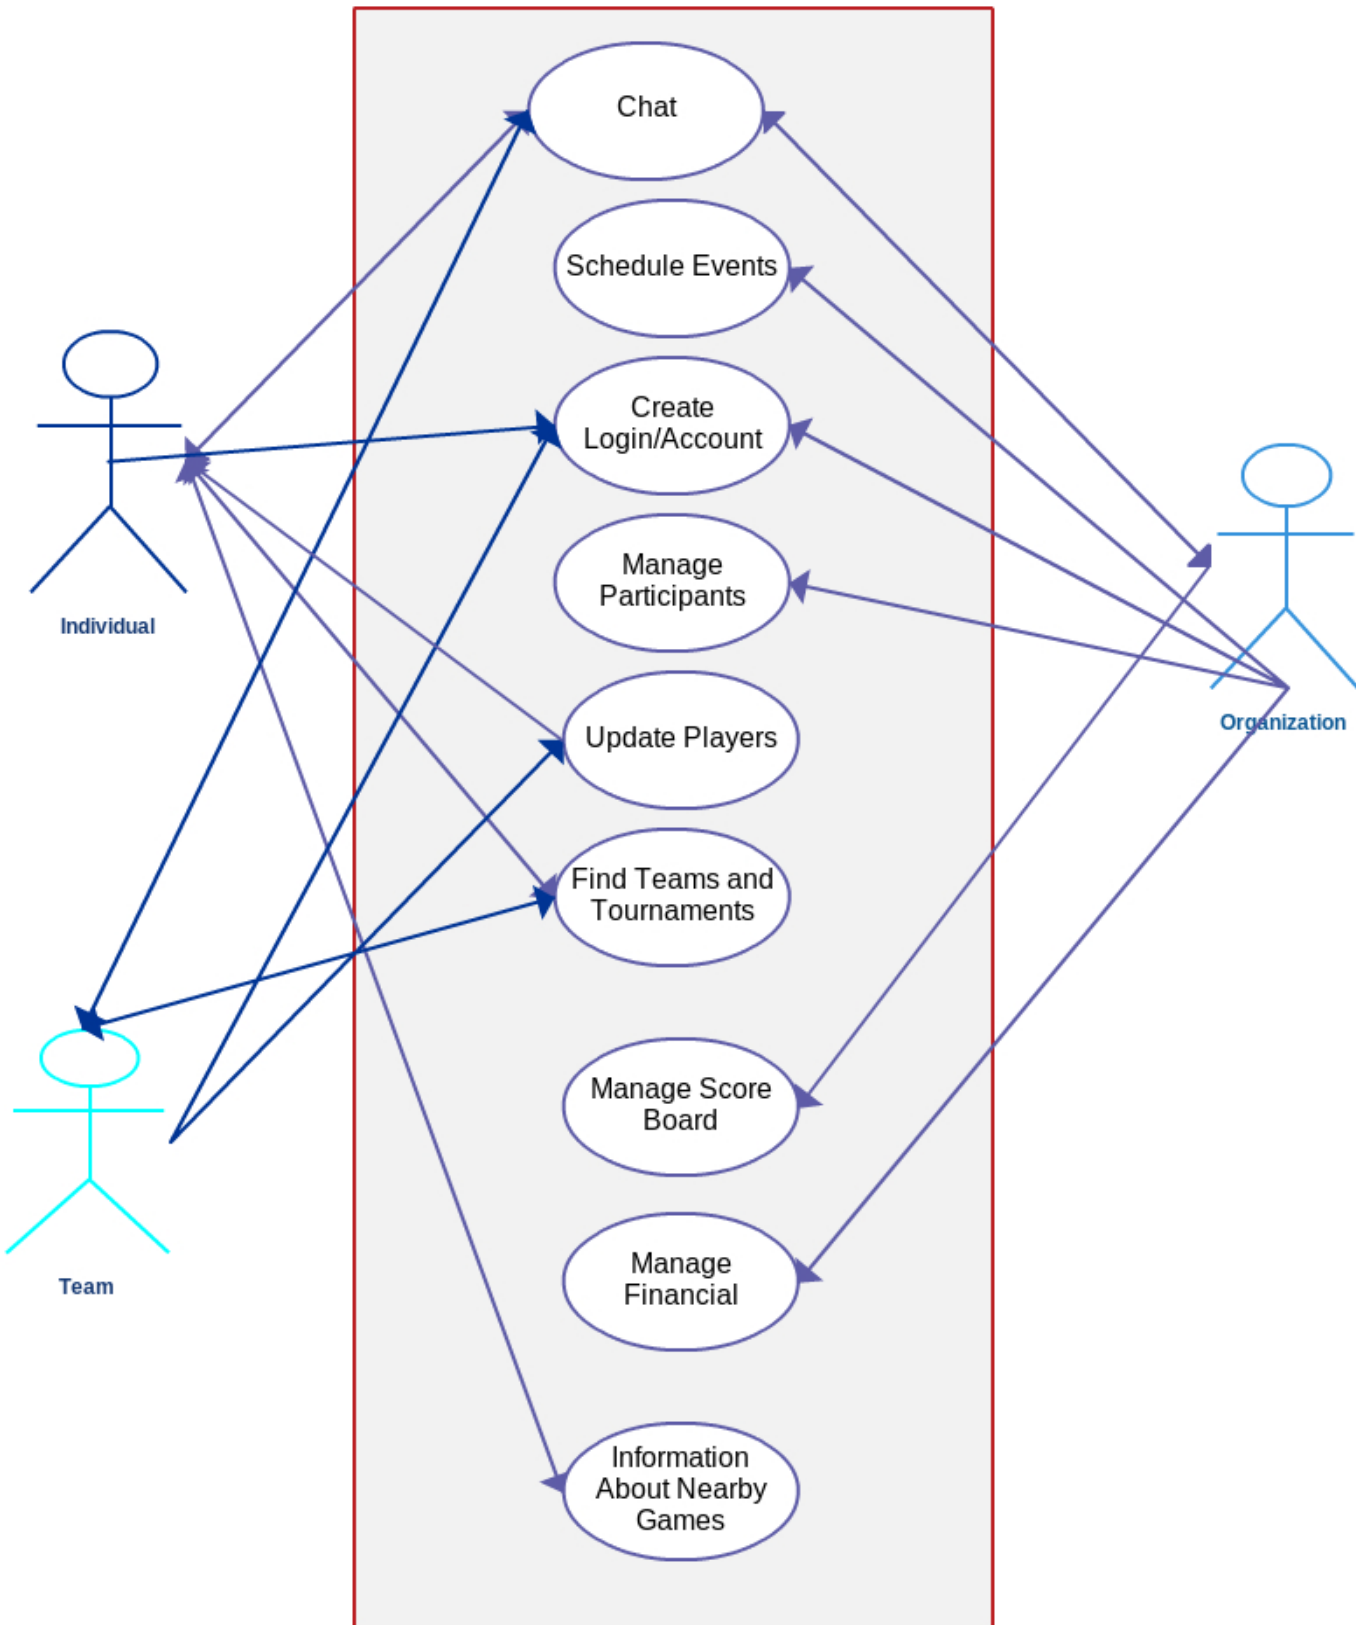 Chat
Schedule Events
Create
Login/Account
Manage
Participants
Individual
Update Players
Organization
Find Teams and
Tournaments
Manage Score
Board
Manage
Financial
Team
Information
About Nearby
Games